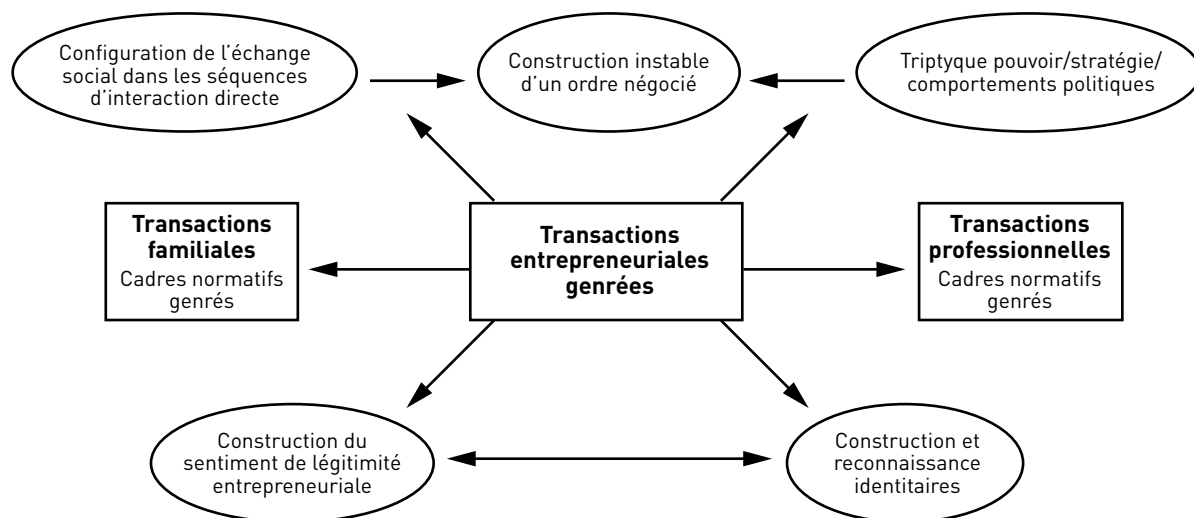 Configuration de l’échange
social dans les séquences
d’interaction directe
Construction instable
d’un ordre négocié
Triptyque pouvoir/stratégie/
comportements politiques
Transactions
familiales
Cadres normatifs
genrés
Transactions
entrepreneuriales
genrées
Transactions
professionnelles
Cadres normatifs
genrés
Construction du
sentiment de légitimité
entrepreneuriale
Construction et
reconnaissance
identitaires